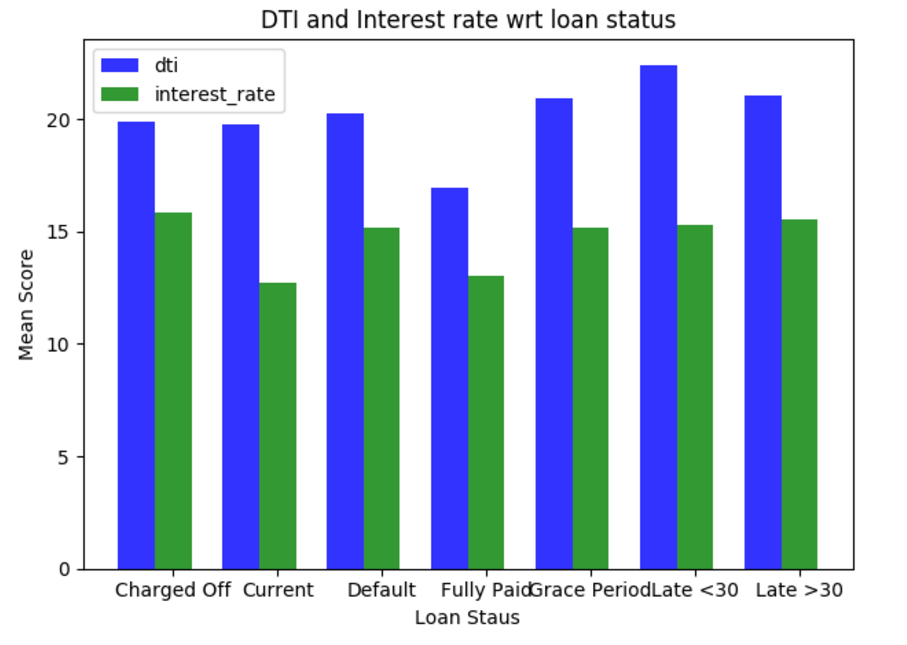 DTI and Interest rate wrt loan status
dti
interest_rate
Mean Score
20
15
10
5
0
Charged Off Current Default Fully Paid Grace Period Late <30 Late >30
Loan Staus